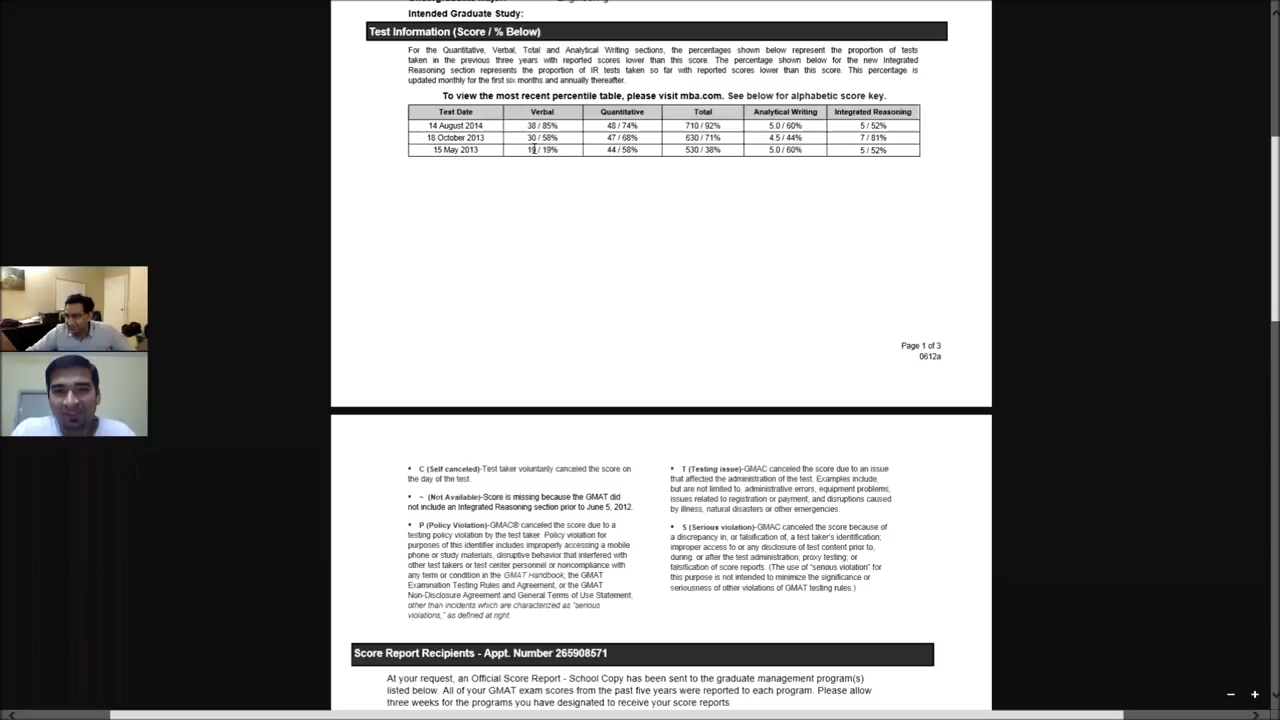 Intended Graduate Study:
Test Information (Score / % Below)
For the Quantitative, Verbal, Total and Analytical Writing sections, the percentages shown below represent the proportion of tests
taken in the previous three years with reported scores lower than this score. The percentage shown below for the new Integrated
Reasoning section represents the proportion of IR tests taken so far with reported scores lower than this score. This percentage is
updated monthly for the first six months and annually thereafter.
To view the most recent percentile table, please visit mba.com. See below for alphabetic score key.
Test Date Verbal Quantitative Total Analytical Writing Integrated Reasoning
14 August 2014 38 / 85% 48 / 74% 710 / 92% 5.0 / 60% 5 / 52%
18 October 2013 30 / 58% 47 / 68% 630 / 71% 4.5 / 44% 7 / 81%
15 May 2013 / 19% 44 / 58% 530 / 38% 5.0 / 60% 5 / 52%
Page 1 of 3
0612a
• C (Self canceled)-Test taker voluntarily canceled the score on
the day of the test.
• ~ (Not Available)-Score is missing because the GMAT did
not include an Integrated Reasoning section prior to June 5, 2012.
• P (Policy Violation)-GMAC® canceled the score due to a
testing policy violation by the test taker. Policy violation for
purposes of this identifier includes improperly accessing a mobile
phone or study materials, disruptive behavior that interfered with
other test takers or test center personnel or noncompliance with
any term or condition in the GMAT Handbook, the GMAT
Examination Testing Rules and Agreement, or the GMAT
Non-Disclosure Agreement and General Terms of Use Statement,
other than incidents which are characterized as "serious
violations," as defined at right.
• T (Testing issue)-GMAC canceled the score due to an issue
that affected the administration of the test. Examples include,
but are not limited to, administrative errors, equipment problems,
issues related to registration or payment, and disruptions caused
by illness, natural disasters or other emergencies.
• S (Serious violation)-GMAC canceled the score because of
a discrepancy in, or falsification of, a test taker's identification;
improper access to or any disclosure of test content prior to,
during, or after the test administration; proxy testing; or
falsification of score reports. (The use of "serious violation" for
this purpose is not intended to minimize the significance or
seriousness of other violations of GMAT testing rules.)
Score Report Recipients - Appt. Number 265908571
At your request, an Official Score Report - School Copy has been sent to the graduate management program(s)
listed below. All of your GMAT exam scores from the past five years were reported to each program. Please allow
three weeks for the programs you have designated to receive your score reports